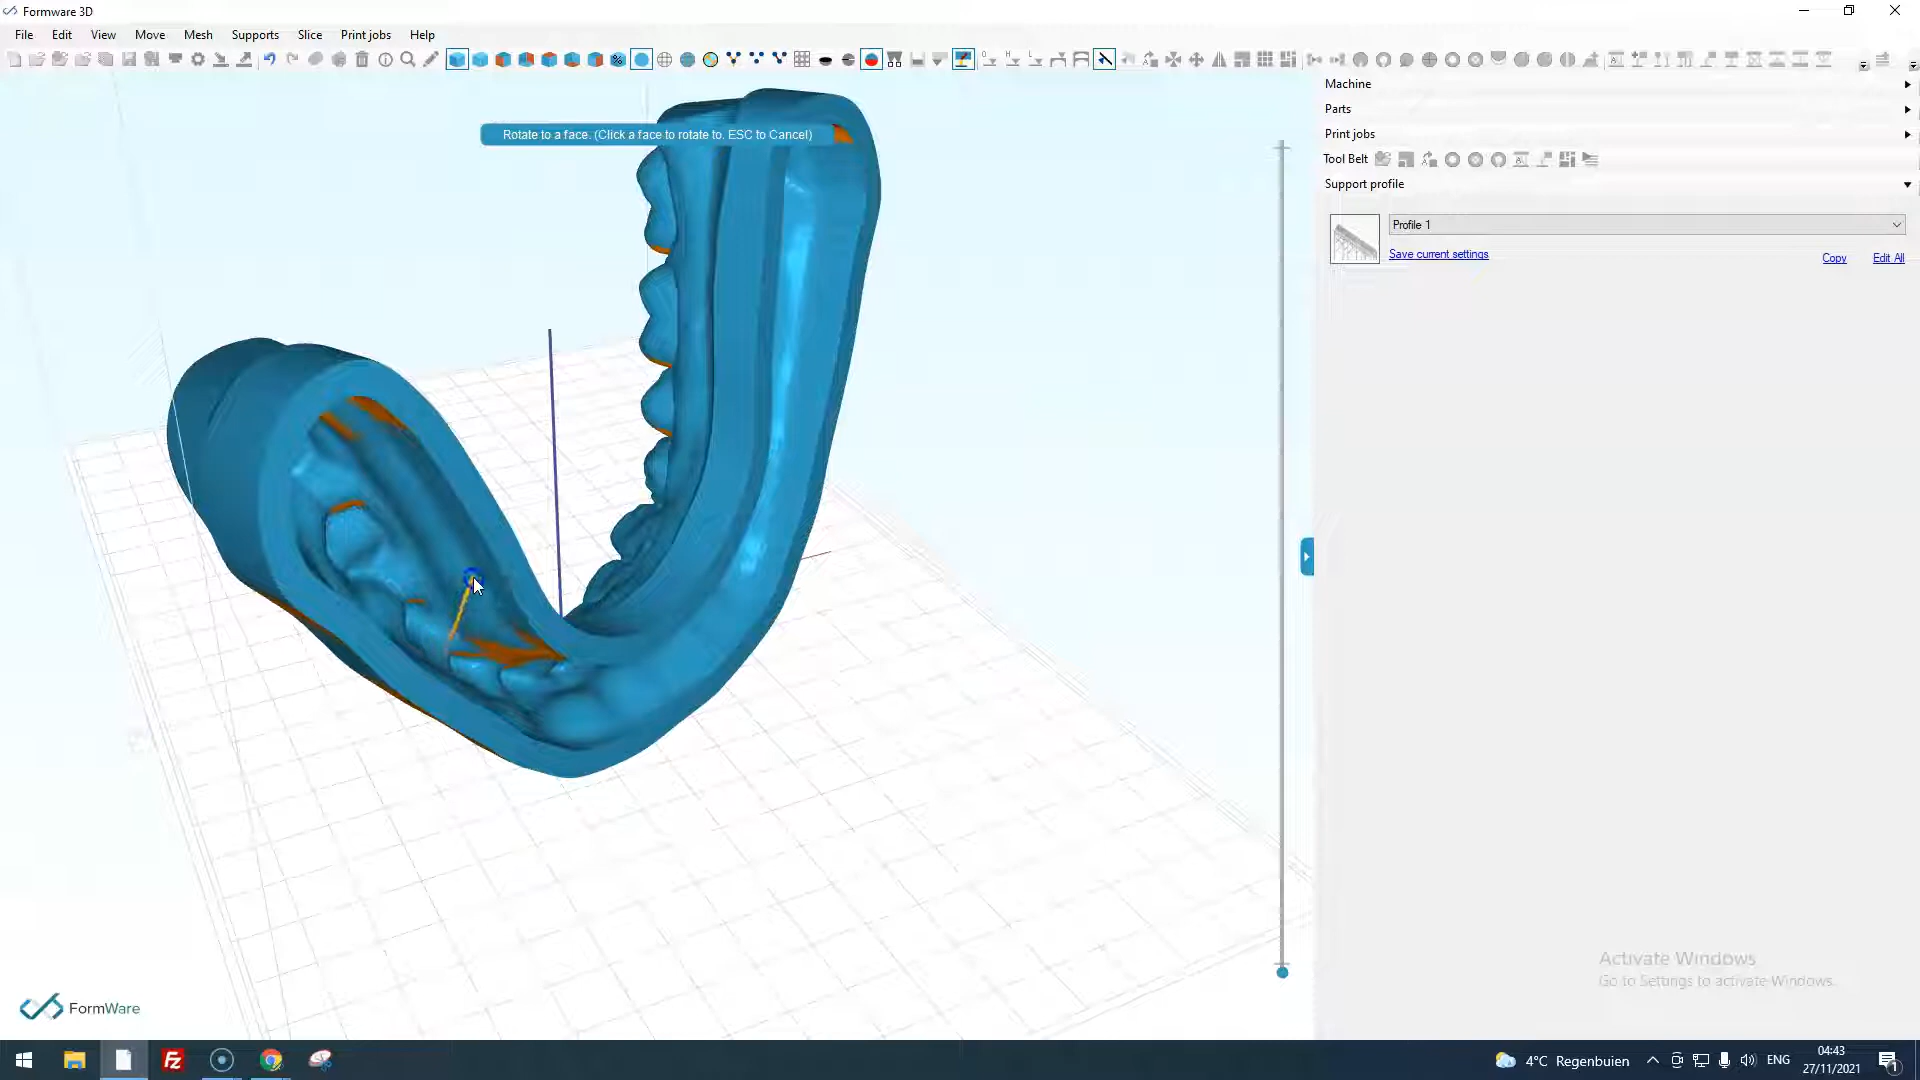 Formware 3D
File Edit View Move Mesh Supports Slice Print jobs Help
Rotate to a face. (Click a face to rotate to. ESC to Cancel)
Machine
Parts
Print jobs
Tool Belt
Support profile
Profile 1
Save current settings
Copy Edit All
Activate Windows
Go to Settings to activate Windows.
FormWare
4°C Regenbuien
ENG
04:43
27/11/2021
1